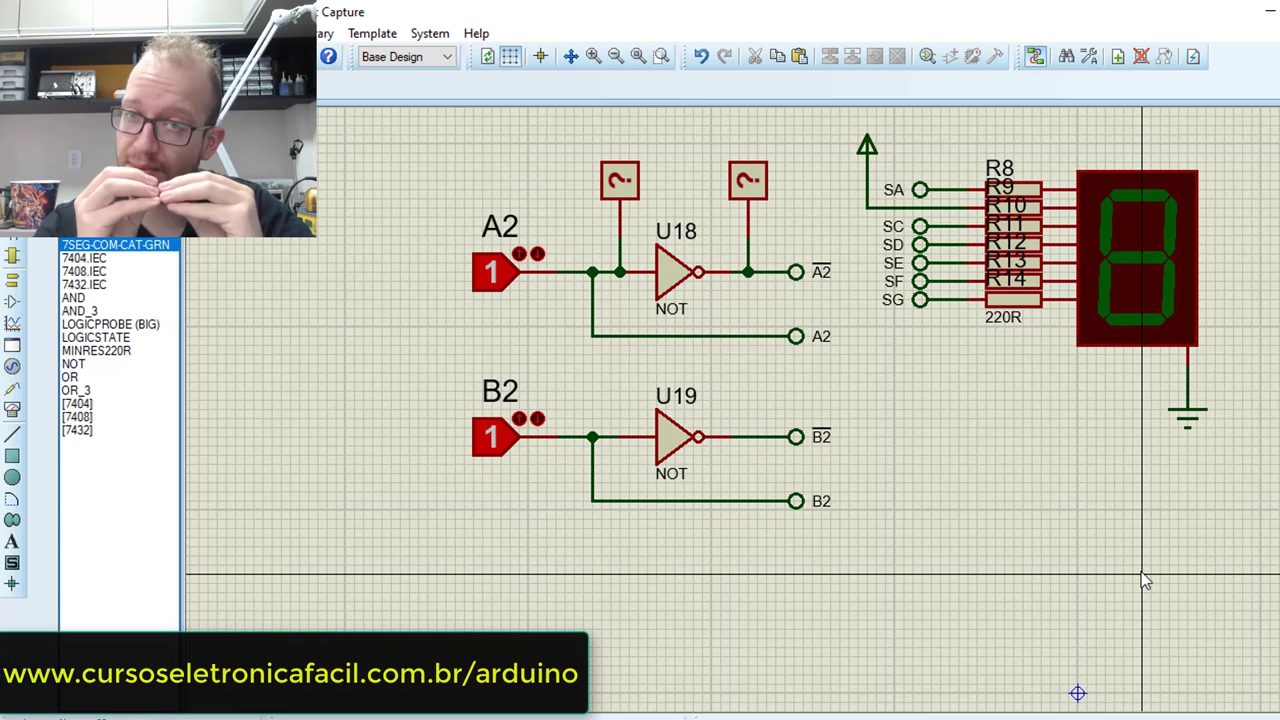 Capture
rary Template System Help
Base Design
7SEG-COM-CAT-GRN
7404.IEC
7408.IEC
7432.IEC
AND
AND_3
LOGICPROBE (BIG)
LOGICSTATE
MINRES220R
NOT
OR
OR_3
[7404]
[7408]
[7432]
A
S
A2
1
?
?
U18
NOT
A2
A2
B2
1
U19
NOT
B2
B2
SA
SC
SD
SE
SF
SG
R8
R9
R10
R11
R12
R13
R14
220R
www.cursoseletronicafacil.com.br/arduino